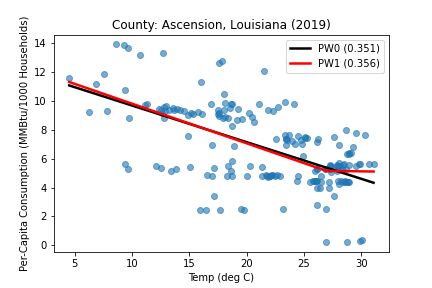 County: Ascension, Louisiana (2019)
PW0 (0.351)
PW1 (0.356)
Per-Capita Consumption (MMBtu/1000 Households)
14
12
10
8
6
4
2
0
5 10 15 20 25 30
Temp (deg C)